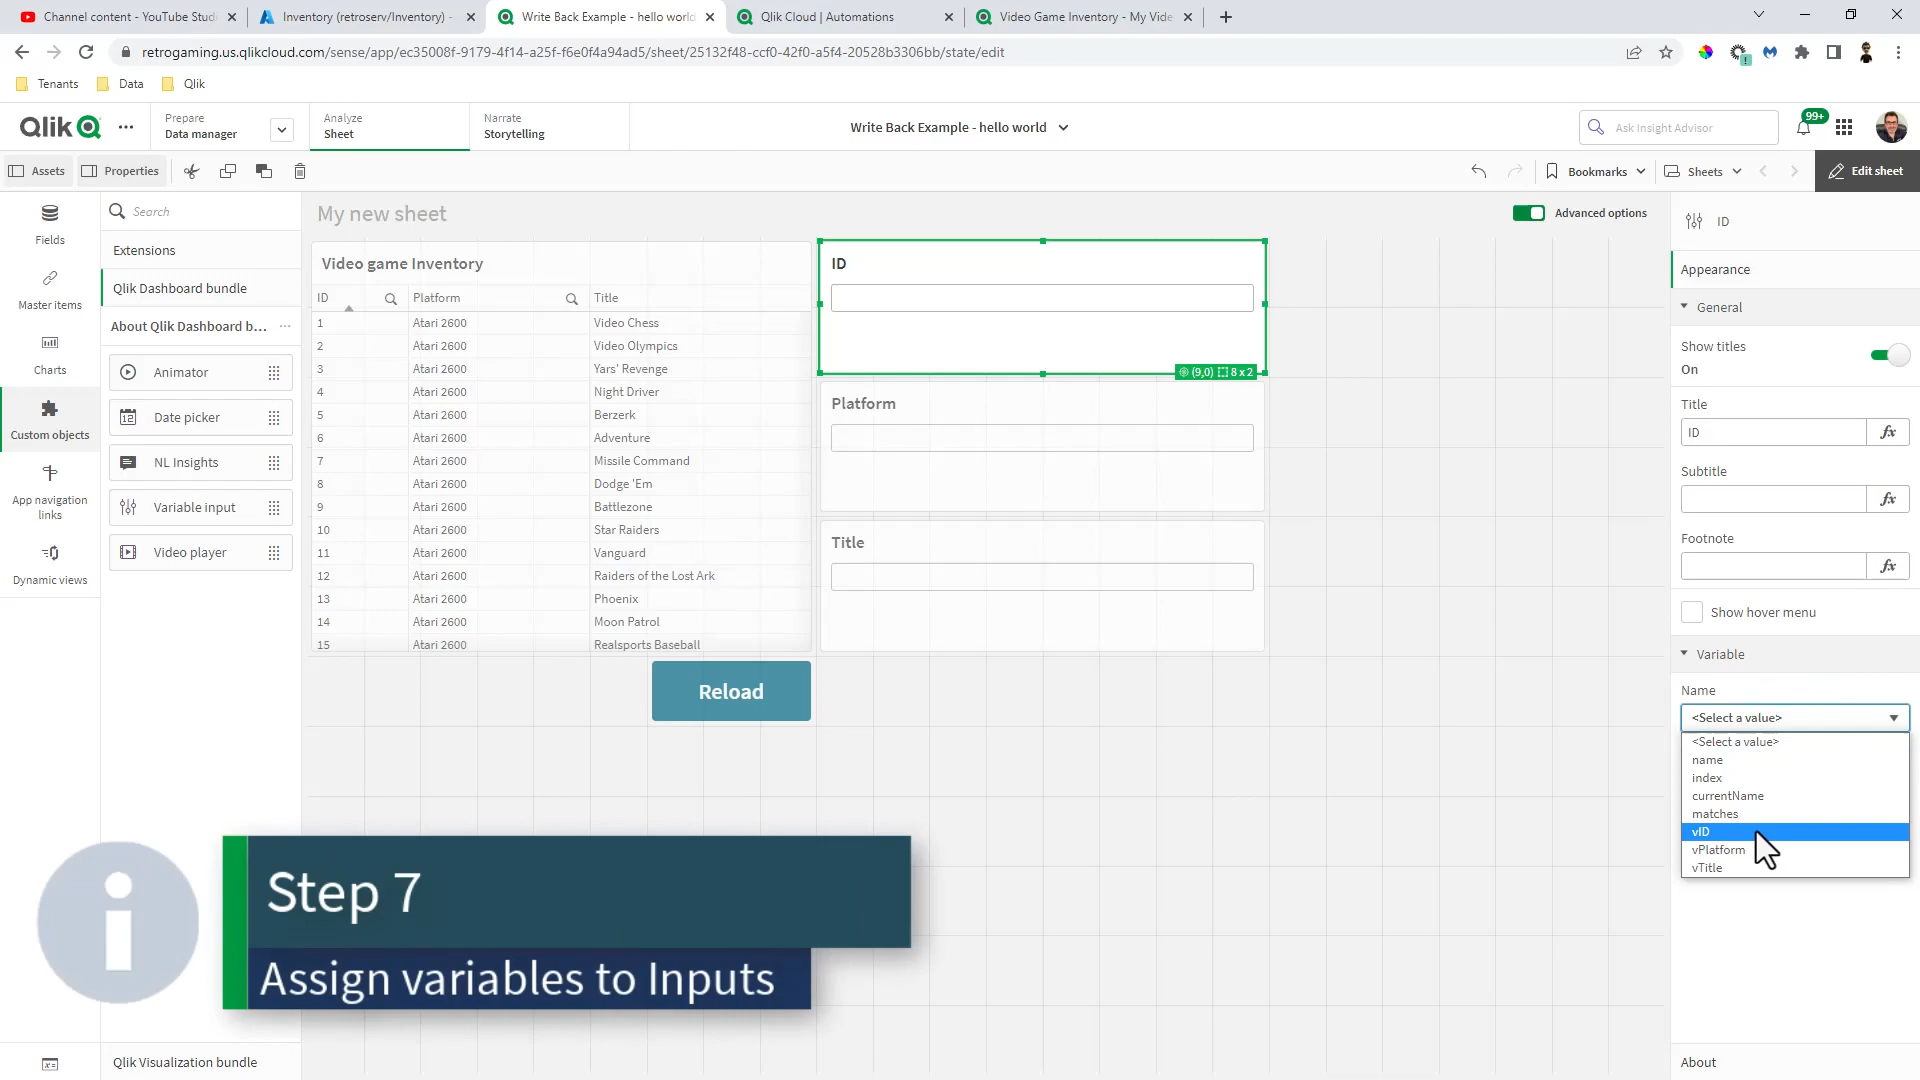 Channel content - YouTube Studi
Inventory (retroserv/Inventory) -
Write Back Example - hello world
Qlik Cloud | Automations
Video Game Inventory - My Vide
retrogaming.us.qlikcloud.com/sense/app/ec35008f-9179-4f14-a25f-f6e0f4a94ad5/sheet/25132f48-ccf0-42f0-a5f4-20528b3306bb/state/edit
Tenants
Data
Qlik
Qlik
Prepare
Data manager
Analyze
Sheet
Narrate
Storytelling
Write Back Example - hello world
Ask Insight Advisor
99+
Assets
Properties
Bookmarks
Sheets
Edit sheet
Fields
Master items
Charts
Custom objects
App navigation
links
Dynamic views
Search
Extensions
Qlik Dashboard bundle
About Qlik Dashboard b...
Animator
12
Date picker
NL Insights
Variable input
Video player
Qlik Visualization bundle
My new sheet
Advanced options
Video game Inventory
ID Platform Title
1 Atari 2600 Video Chess
2 Atari 2600 Video Olympics
3 Atari 2600 Yars' Revenge
4 Atari 2600 Night Driver
5 Atari 2600 Berzerk
6 Atari 2600 Adventure
7 Atari 2600 Missile Command
8 Atari 2600 Dodge 'Em
9 Atari 2600 Battlezone
10 Atari 2600 Star Raiders
11 Atari 2600 Vanguard
12 Atari 2600 Raiders of the Lost Ark
13 Atari 2600 Phoenix
14 Atari 2600 Moon Patrol
15 Atari 2600 Realsports Baseball
Reload
ID
(9,0) 8 x 2
Platform
Title
ID
Appearance
General
Show titles
On
Title
ID
fx
Subtitle
fx
Footnote
fx
Show hover menu
Variable
Name
<Select a value>
<Select a value>
name
index
currentName
matches
vID
vPlatform
vTitle
About
Step 7
Assign variables to Inputs